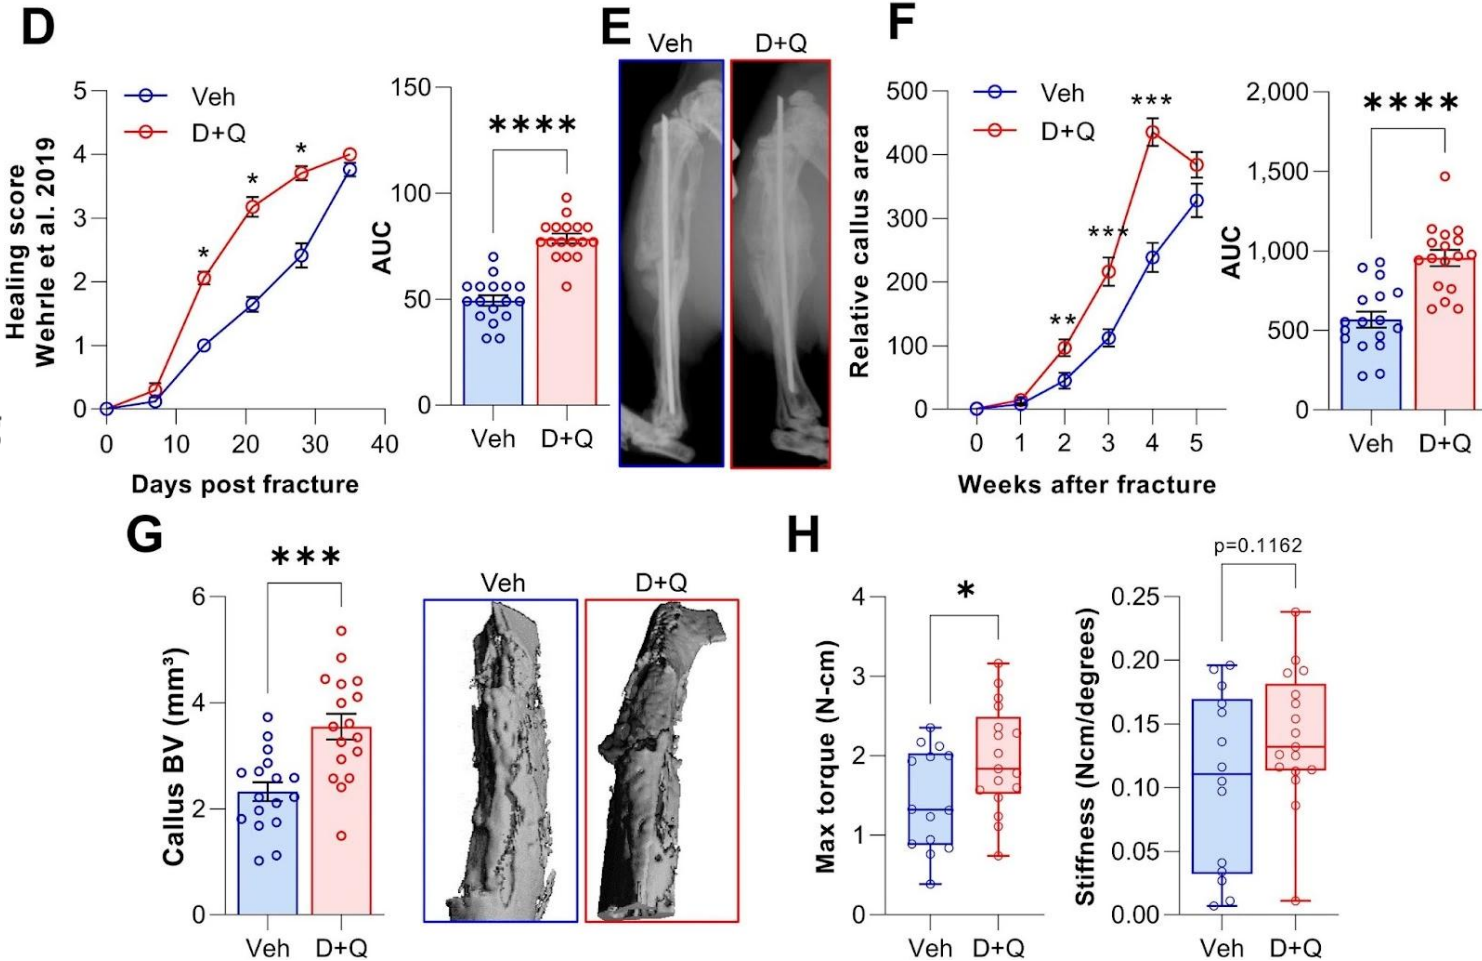 D
Healing score
Wehrle et al. 2019
5
4
3
2
1
0
Veh
D+Q
*
*
*
0 10 20 30 40
Days post fracture
AUC
150
100
50
0
****
Veh D+Q
E
Veh D+Q
F
Relative callus area
500
400
300
200
100
0
Veh
D+Q
**
***
***
0 1 2 3 4 5
Weeks after fracture
AUC
2,000
1,500
1,000
500
0
****
Veh D+Q
G
Callus BV (mm³)
6
4
2
0
***
Veh D+Q
Veh D+Q
H
Max torque (N-cm)
4
3
2
1
0
*
Veh D+Q
Stiffness (Ncm/degrees)
0.25
0.20
0.15
0.10
0.05
0.00
p=0.1162
Veh D+Q